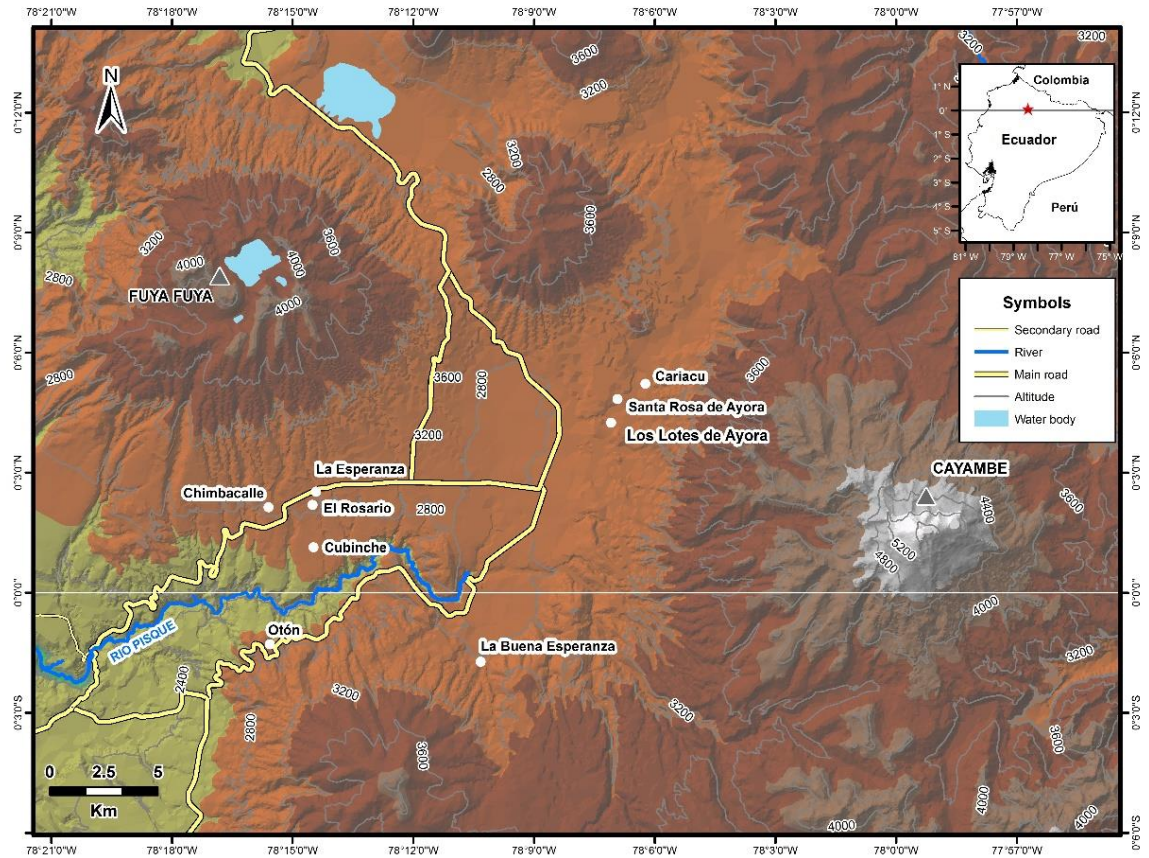 78°21'0"W 78°18'0"W 78°15'0"W 78°12'0"W 78°9'0"W 78°6'0"W 78°3'0"W 78°0'0"W 77°57'0"W
3200
3600
3200
N
0°12'0"N
0°12'0"N
Colombia
1° N
0°
1° S
2° S
3° S
4° S
5° S
Ecuador
Perú
81° W 79° W 77° W 75° W
3200
2800
3600
0°9'0"N
0°9'0"N
3200
3600
4000
4000
4000
2800
FUYA FUYA
Symbols
Secondary road
River
Main road
Altitude
Water body
0°6'0"N
0°6'0"N
2800
3600
2800
3600
3200
Cariacu
Santa Rosa de Ayora
Los Lotes de Ayora
0°3'0"N
0°3'0"N
La Esperanza
Chimbacalle
El Rosario
2800
Cubinche
CAYAMBE
4400
3600
5200
4800
4000
0°0'0"
0°0'0"
RIO PISQUE
Otón
La Buena Esperanza
2400
3200
3200
3200
2800
3600
3600
4000
4000
4000
0°3'0"S
0°3'0"S
0 2.5 5
Km
0°6'0"S
78°21'0"W 78°18'0"W 78°15'0"W 78°12'0"W 78°9'0"W 78°6'0"W 78°3'0"W 78°0'0"W 77°57'0"W